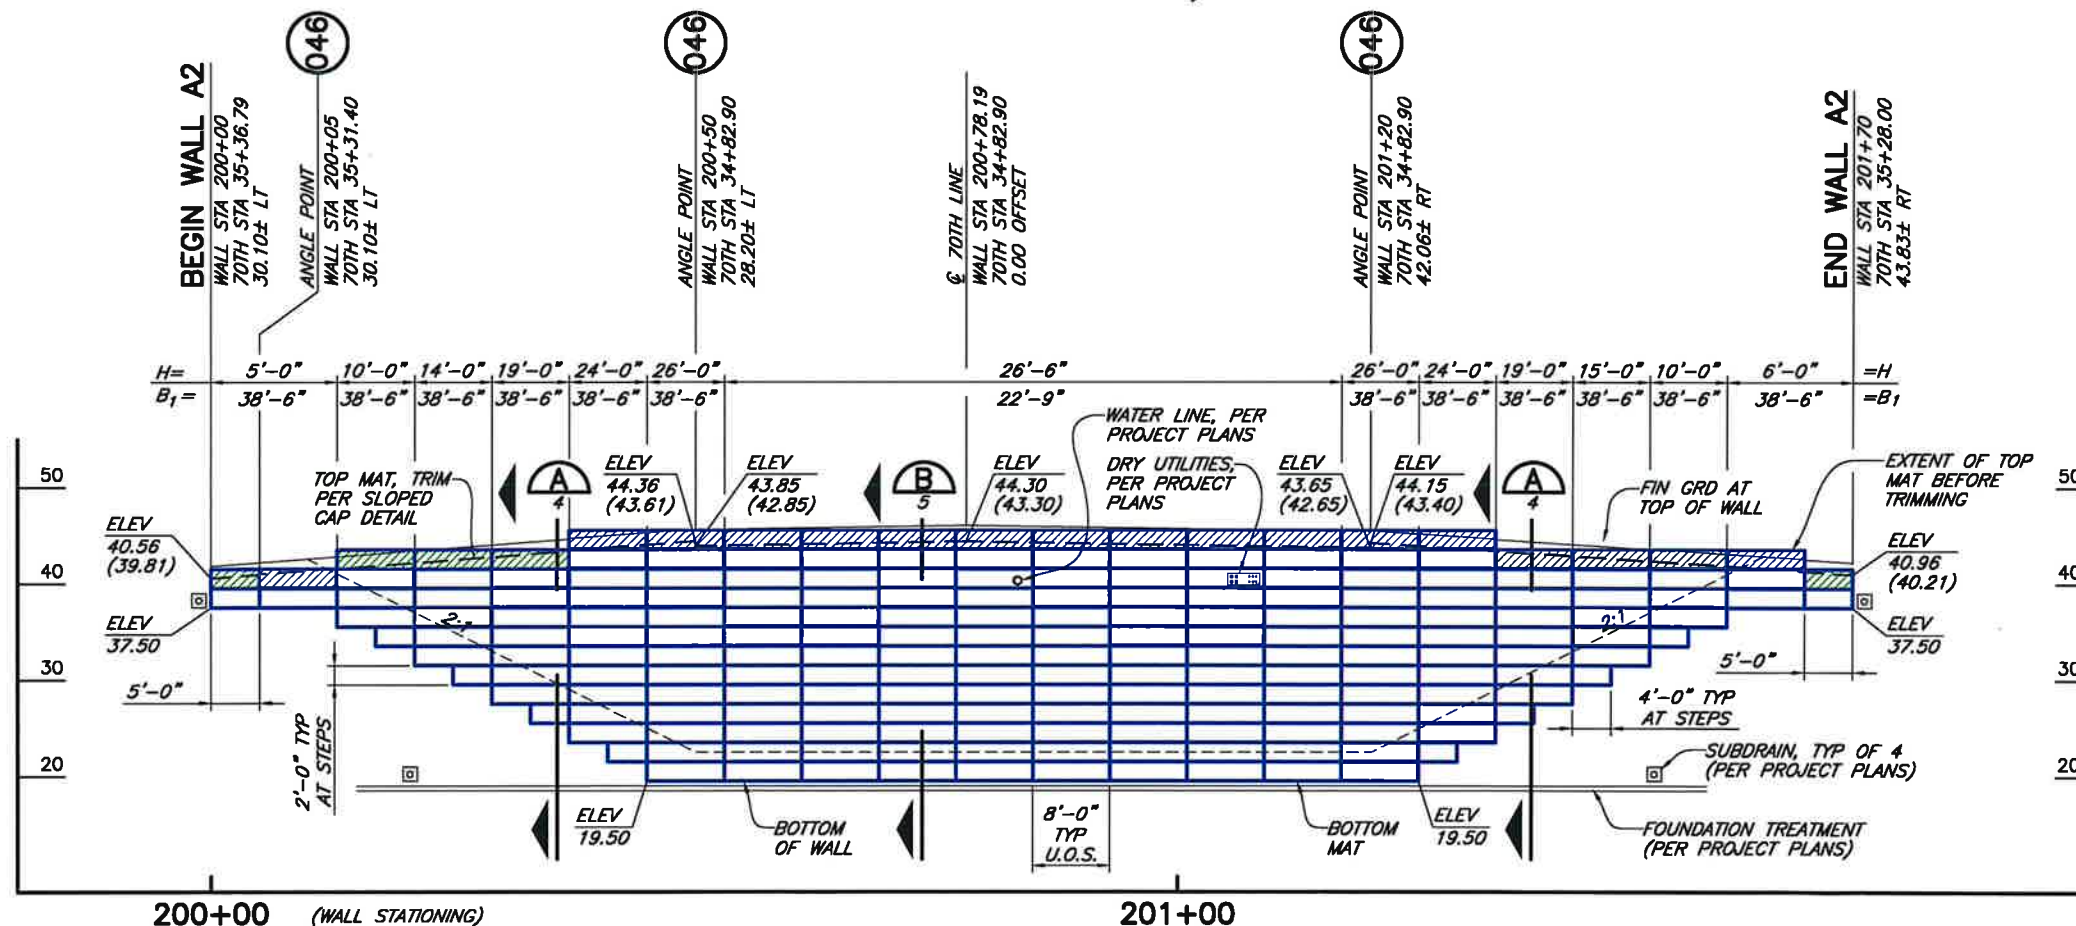 046
046
046
BEGIN WALL A2
WALL STA 200+00
70TH STA 35+36.79
30.10± LT
ANGLE POINT
WALL STA 200+05
70TH STA 35+31.40
30.10± LT
ANGLE POINT
WALL STA 200+50
70TH STA 34+82.90
28.20± LT
℄ 70TH LINE
WALL STA 200+78.19
70TH STA 34+82.90
0.00 OFFSET
ANGLE POINT
WALL STA 201+20
70TH STA 34+82.90
42.06± RT
END WALL A2
WALL STA 201+70
70TH STA 35+28.00
43.83± RT
H= 5'-0" 10'-0" 14'-0" 19'-0" 24'-0" 26'-0" 26'-6" 26'-0" 24'-0" 19'-0" 15'-0" 10'-0" 6'-0" =H
B1= 38'-6" 38'-6" 38'-6" 38'-6" 38'-6" 38'-6" 22'-9" 38'-6" 38'-6" 38'-6" 38'-6" 38'-6" 38'-6" =B1
WATER LINE, PER
PROJECT PLANS
50
TOP MAT, TRIM
PER SLOPED
CAP DETAIL
A
4
ELEV
44.36
(43.61)
ELEV
43.85
(42.85)
B
5
ELEV
44.30
(43.30)
DRY UTILITIES,
PER PROJECT
PLANS
ELEV
43.65
(42.65)
ELEV
44.15
(43.40)
A
4
FIN GRD AT
TOP OF WALL
EXTENT OF TOP
MAT BEFORE
TRIMMING
50
ELEV
40.56
(39.81)
ELEV
40.96
(40.21)
40
40
ELEV
37.50
2:1
2:1
ELEV
37.50
30
30
5'-0"
5'-0"
2'-0" TYP
AT STEPS
4'-0" TYP
AT STEPS
20
20
SUBDRAIN, TYP OF 4
(PER PROJECT PLANS)
ELEV
19.50
BOTTOM
OF WALL
8'-0"
TYP
U.O.S.
BOTTOM
MAT
ELEV
19.50
FOUNDATION TREATMENT
(PER PROJECT PLANS)
200+00 (WALL STATIONING)
201+00